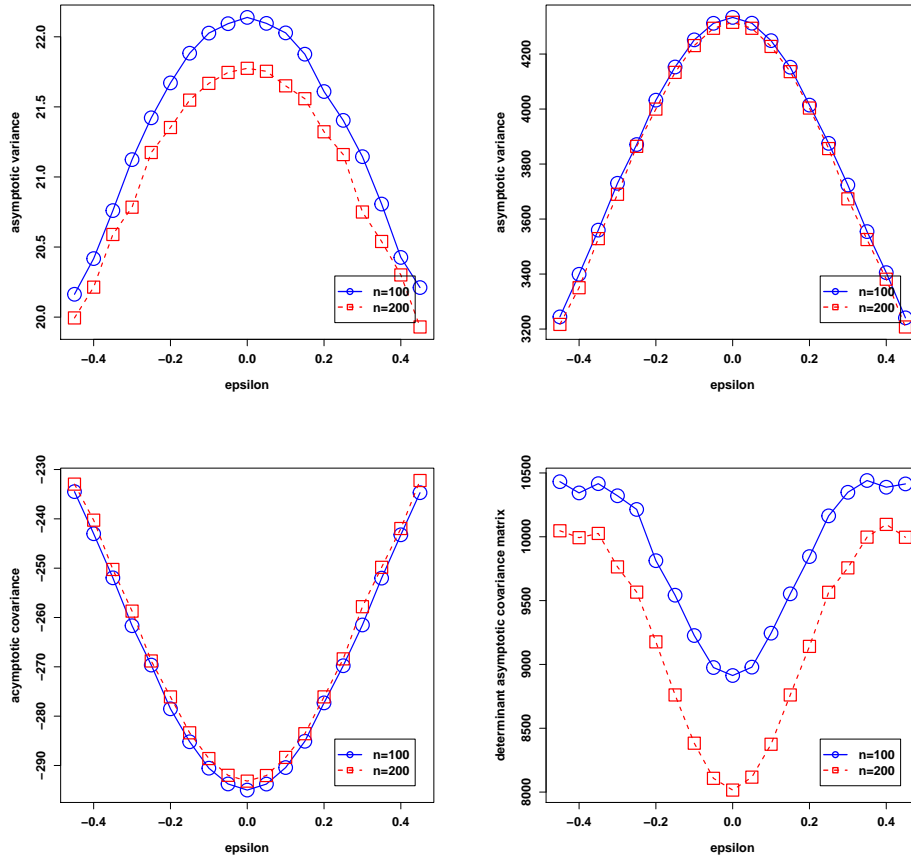 22.0
21.5
21.0
20.5
20.0
asymptotic variance
−0.4
−0.2
0.0
0.2
0.4
epsilon
n=100
n=200
4200
4000
3800
3600
3400
3200
asymptotic variance
−0.4
−0.2
0.0
0.2
0.4
epsilon
n=100
n=200
−230
−240
−250
−260
−270
−280
−290
acymptotic covariance
−0.4
−0.2
0.0
0.2
0.4
epsilon
n=100
n=200
10500
10000
9500
9000
8500
8000
determinant asymptotic covariance matrix
−0.4
−0.2
0.0
0.2
0.4
epsilon
n=100
n=200